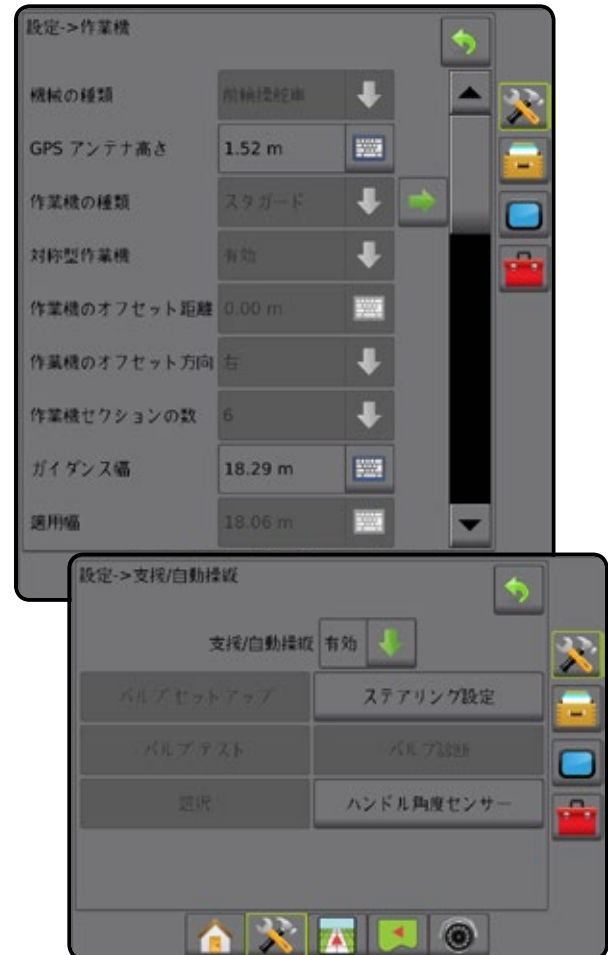 設定->作業機
機械の種類 前輪操舵車
GPS アンテナ高さ 1.52 m
作業機の種類 スタガード
対称型作業機 有効
作業機のオフセット距離 0.00 m
作業機のオフセット方向 右
作業機セクションの数 6
ガイダンス幅 18.29 m
適用幅 18.06 m
設定->支援/自動操縦
支援/自動操縦 有効
バルブセットアップ ステアリング設定
バルブテスト バルブ診断
選択 ハンドル角度センサー